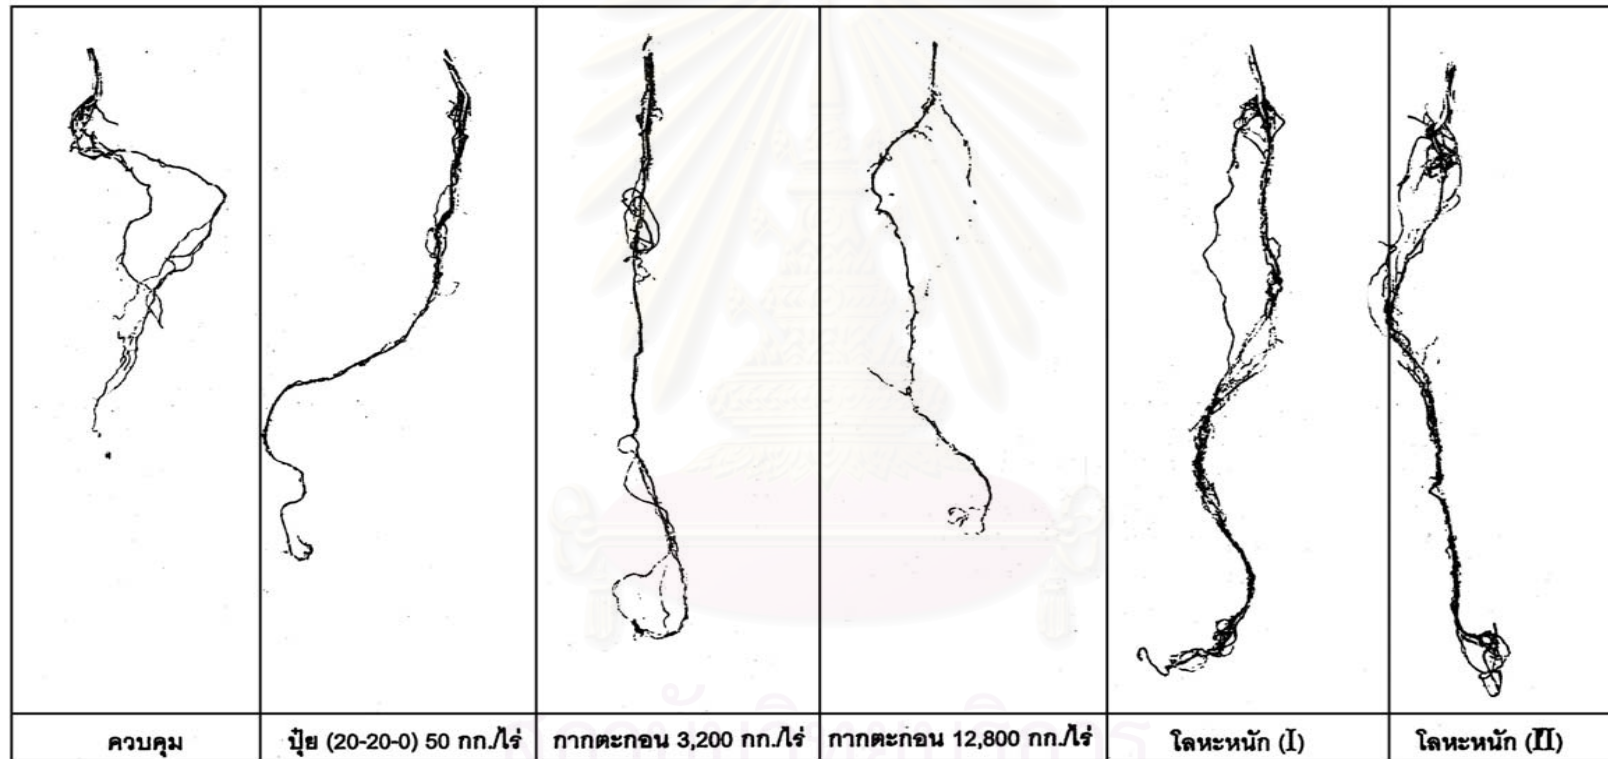 ควบคุม
ปุ๋ย (20-20-0) 50 กก./ไร่
กากตะกอน 3,200 กก./ไร่
กากตะกอน 12,800 กก./ไร่
โลหะหนัก (I)
โลหะหนัก (II)